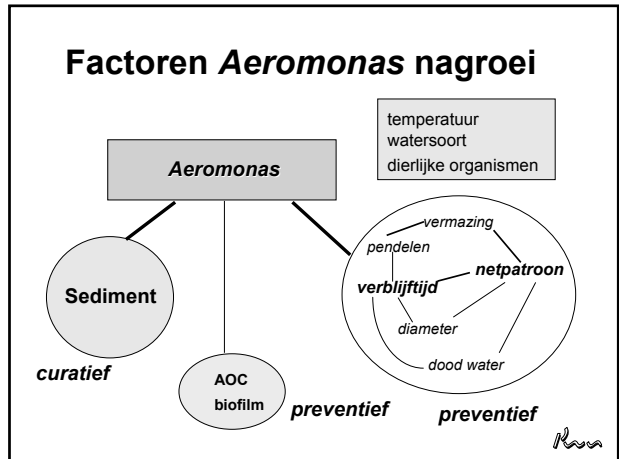 Factoren Aeromonas nagroei
temperatuur
watersoort
dierlijke organismen
Aeromonas
Sediment
curatief
AOC
biofilm
preventief
vermazing
pendelen
netpatroon
verblijftijd
diameter
dood water
preventief